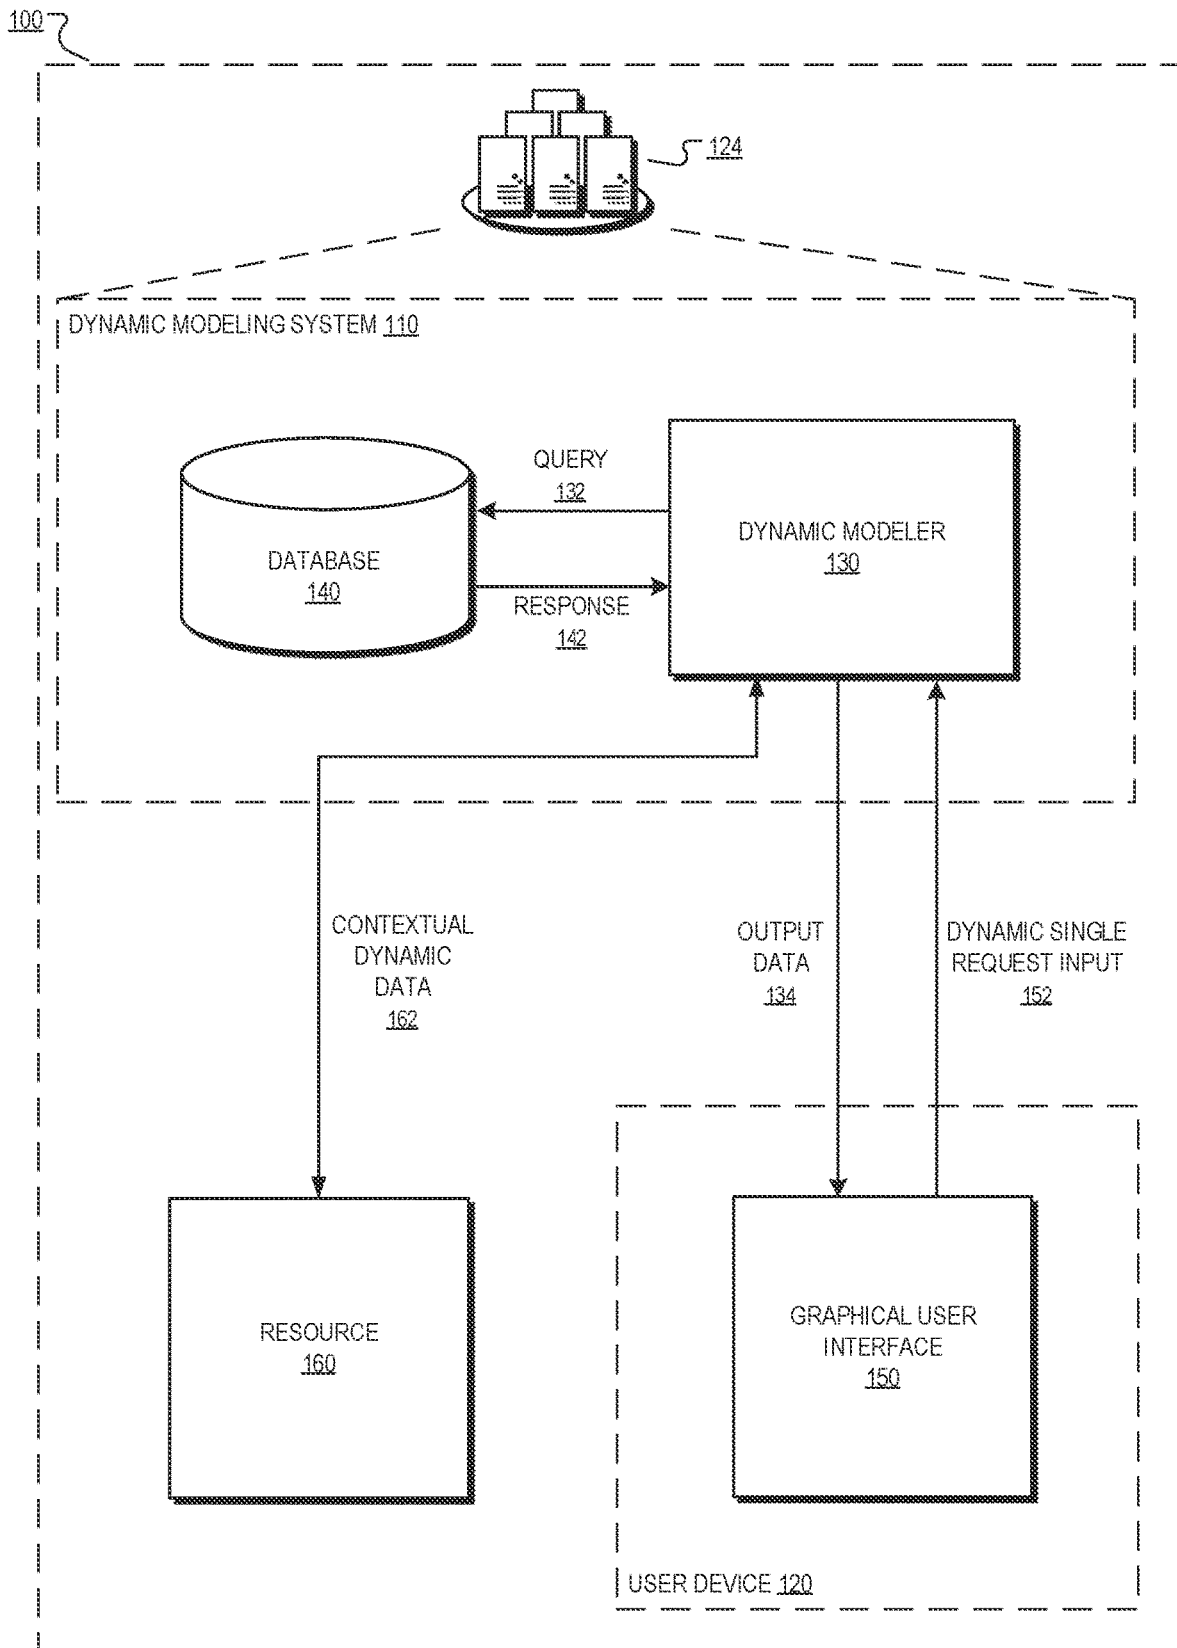 100
124
DYNAMIC MODELING SYSTEM 110
QUERY
132
DATABASE
140
RESPONSE
142
DYNAMIC MODELER
130
CONTEXTUAL
DYNAMIC
DATA
162
OUTPUT
DATA
134
DYNAMIC SINGLE
REQUEST INPUT
152
RESOURCE
160
GRAPHICAL USER
INTERFACE
150
USER DEVICE 120